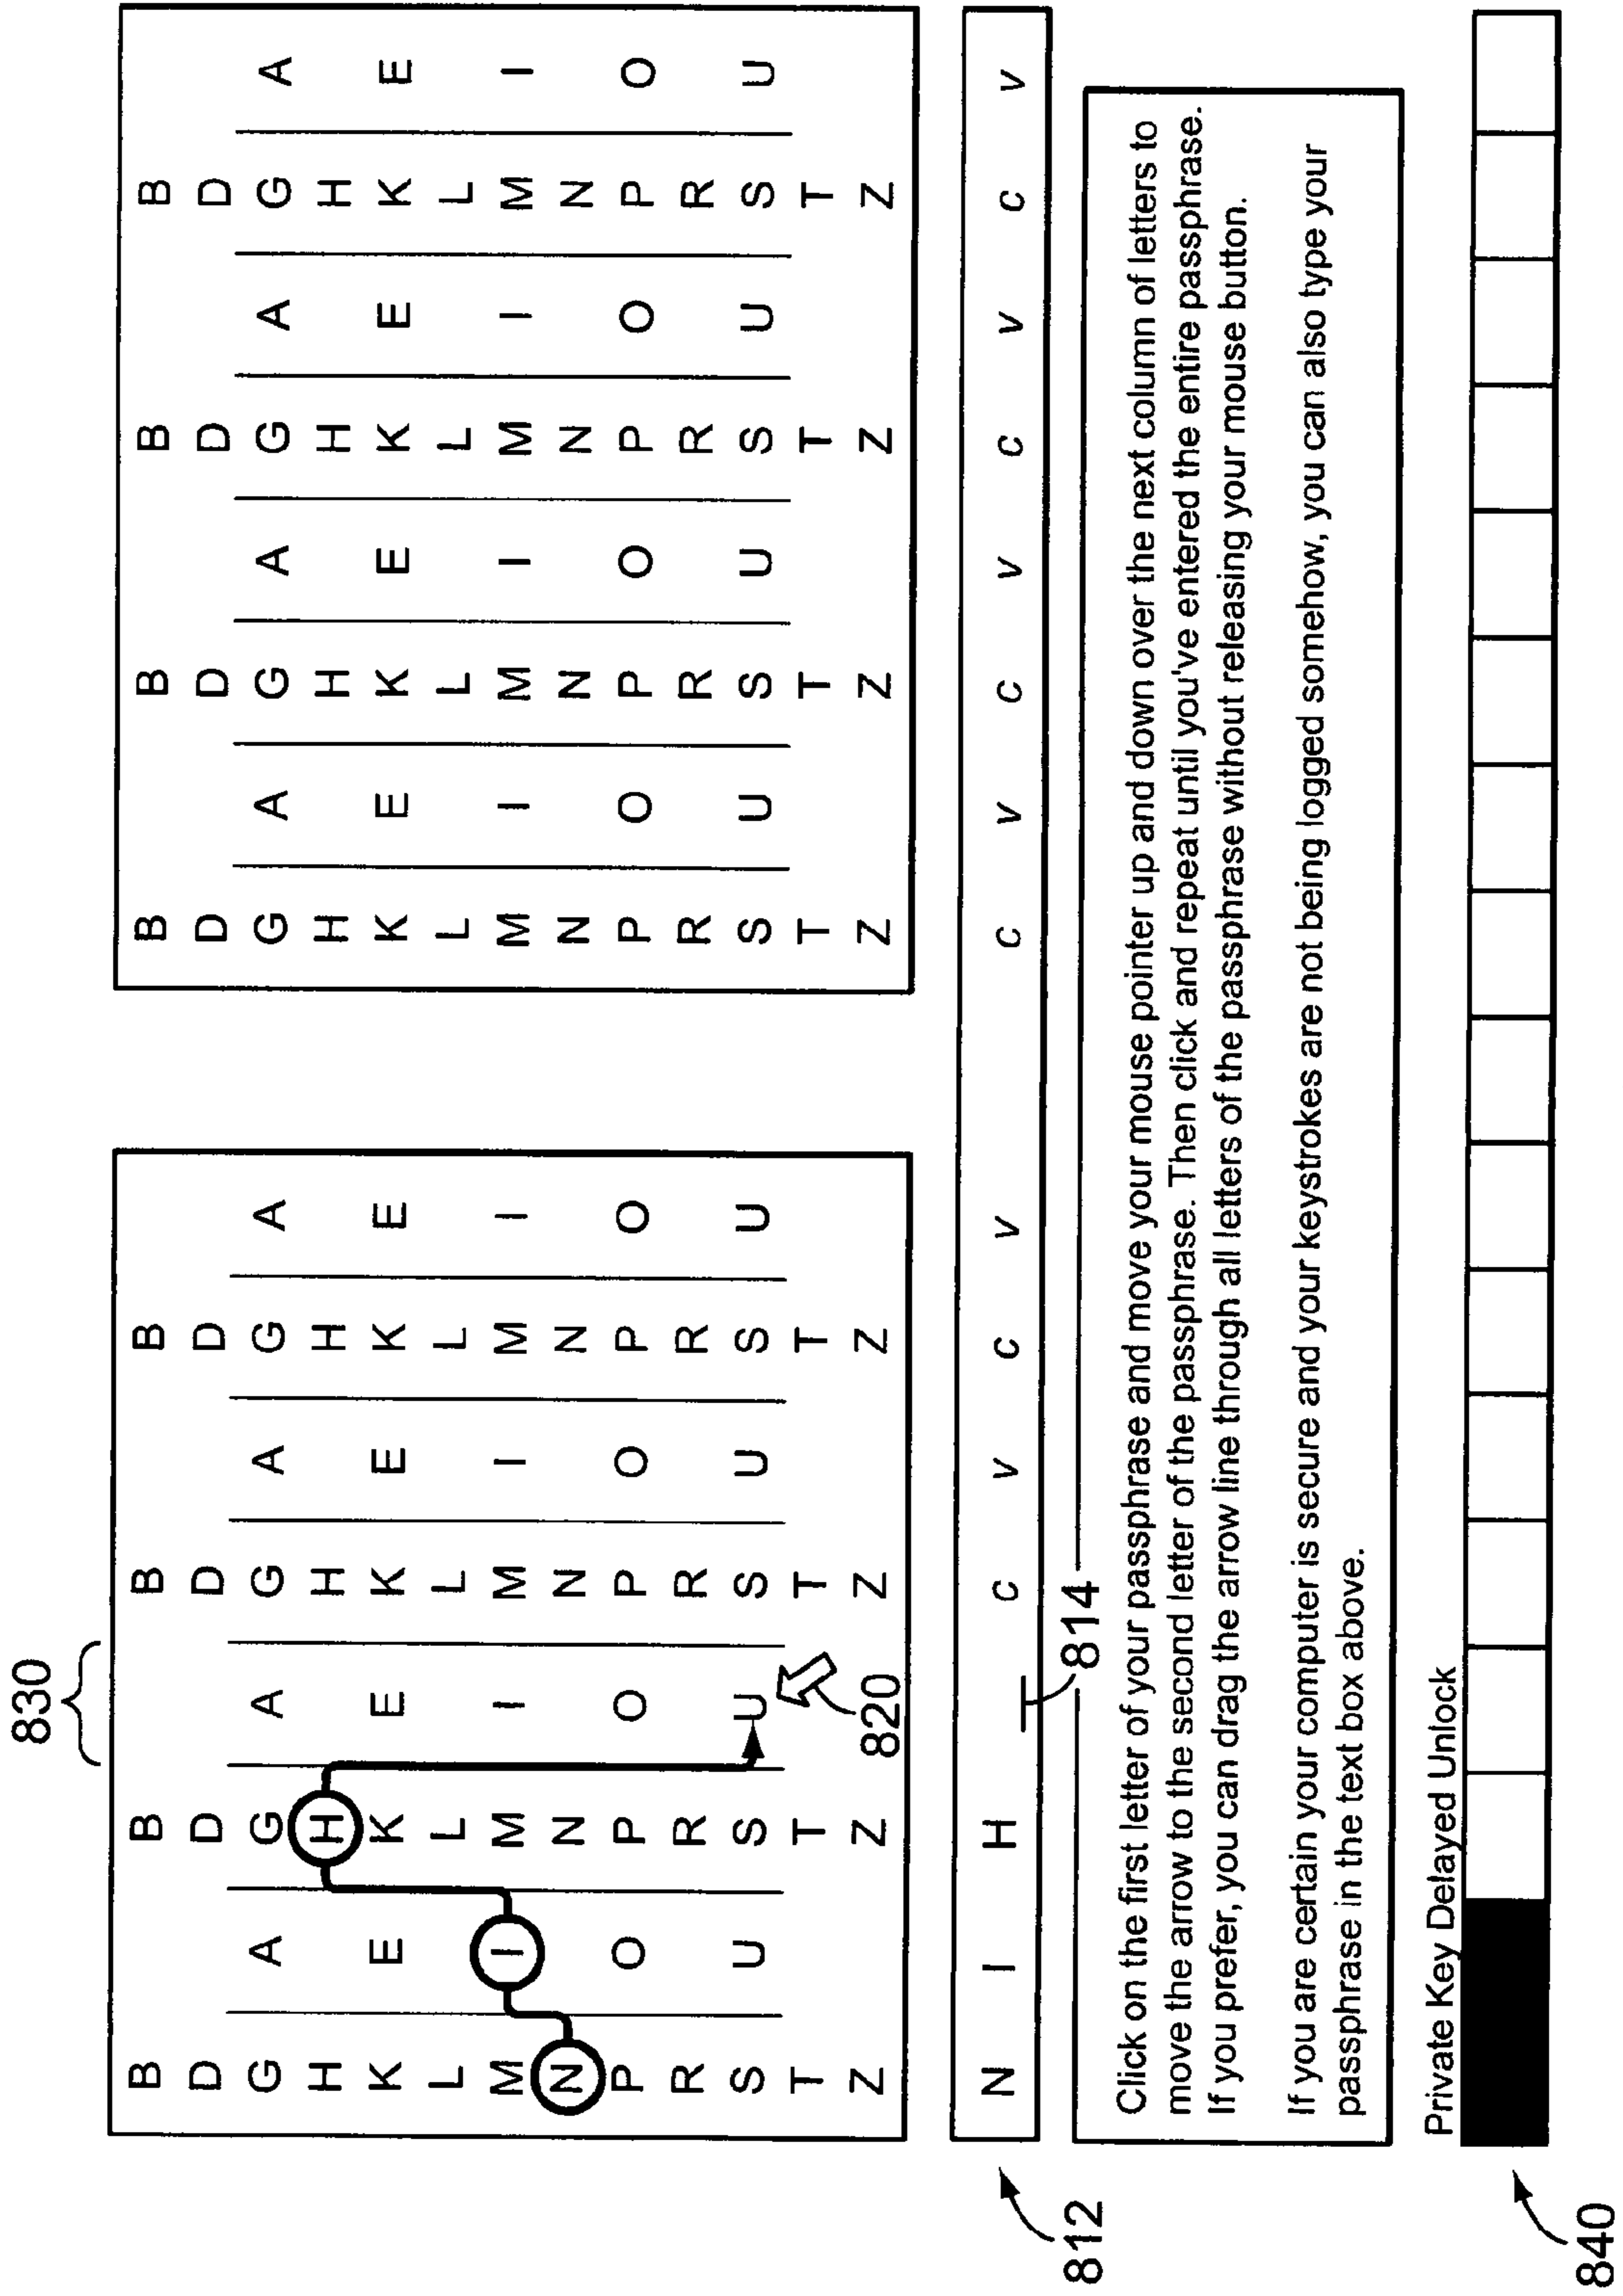 830
B B B B B B B B
D D D D D D D D
G A G A G A G A G A G A G A G A
H H H H H H H H
K E K E K E K E K E K E K E K E
L L L L L L L L
M I M I M I M I M I M I M I M I
N N N N N N N N
P O P O P O P O P O P O P O P O
R R R R R R R R
S U S U S U S U S U S U S U S U
T T T T T T T T
Z Z Z Z Z Z Z Z
820
N I H _ c v c v c v c v c v c v
812
814
Click on the first letter of your passphrase and move your mouse pointer up and down over the next column of letters to
move the arrow to the second letter of the passphrase. Then click and repeat until you've entered the entire passphrase.
If you prefer, you can drag the arrow line through all letters of the passphrase without releasing your mouse button.
If you are certain your computer is secure and your keystrokes are not being logged somehow, you can also type your
passphrase in the text box above.
Private Key Delayed Unlock
840